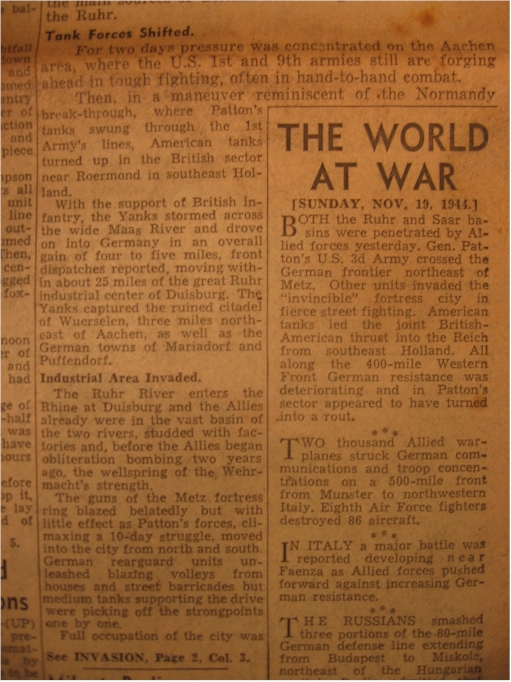 the main sources of
the Ruhr.
Tank Forces Shifted.
For two days pressure was concentrated on the Aachen
area, where the U.S. 1st and 9th armies still are forging
ahead in tough fighting, often in hand-to-hand combat.
Then, in a maneuver reminiscent of the Normandy
break-through, where Patton's
tanks swung through the 1st
Army's lines, American tanks
turned up in the British sector
near Roermond in southeast Hol-
land.
With the support of British in-
fantry, the Yanks stormed across
the wide Maas River and drove
on into Germany in an overall
gain of four to five miles, front
dispatches reported, moving with-
in about 25 miles of the great Ruhr
industrial center of Duisburg. The
Yanks captured the ruined citadel
of Wuerselen, three miles north-
east of Aachen, as well as the
German towns of Mariadorf and
Puffendorf.
Industrial Area Invaded.
The Ruhr River enters the
Rhine at Duisburg and the Allies
already were in the vast basin of
the two rivers, studded with fac-
tories and, before the Allies began
obliteration bombing two years
ago, the wellspring of the Wehr-
macht's strength.
The guns of the Metz fortress
ring blazed belatedly but with
little effect as Patton's forces, cli-
maxing a 10-day struggle, moved
into the city from north and south.
German rearguard units un-
leashed blazing volleys from
houses and street barricades but
medium tanks supporting the drive
were picking off the strongpoints
one by one.
Full occupation of the city was
See INVASION, Page 2, Col. 3.
THE WORLD
AT WAR
[SUNDAY, NOV. 19, 1944.]
BOTH the Ruhr and Saar ba-
sins were penetrated by Al-
lied forces yesterday. Gen. Pat-
ton's U.S. 3d Army crossed the
German frontier northeast of
Metz. Other units invaded the
"invincible" fortress city in
fierce street fighting. American
tanks led the joint British-
American thrust into the Reich
from southeast Holland. All
along the 400-mile Western
Front German resistance was
deteriorating and in Patton's
sector appeared to have turned
into a rout.
* * *
TWO thousand Allied war-
planes struck German com-
munications and troop concen-
trations on a 500-mile front
from Munster to northwestern
Italy. Eighth Air Force fighters
destroyed 86 aircraft.
* * *
IN ITALY a major battle was
reported developing near
Faenza as Allied forces pushed
forward against increasing Ger-
man resistance.
* * *
THE RUSSIANS smashed
three portions of the 80-mile
German defense line extending
from Budapest to Miskolc,
northeast of the Hungarian